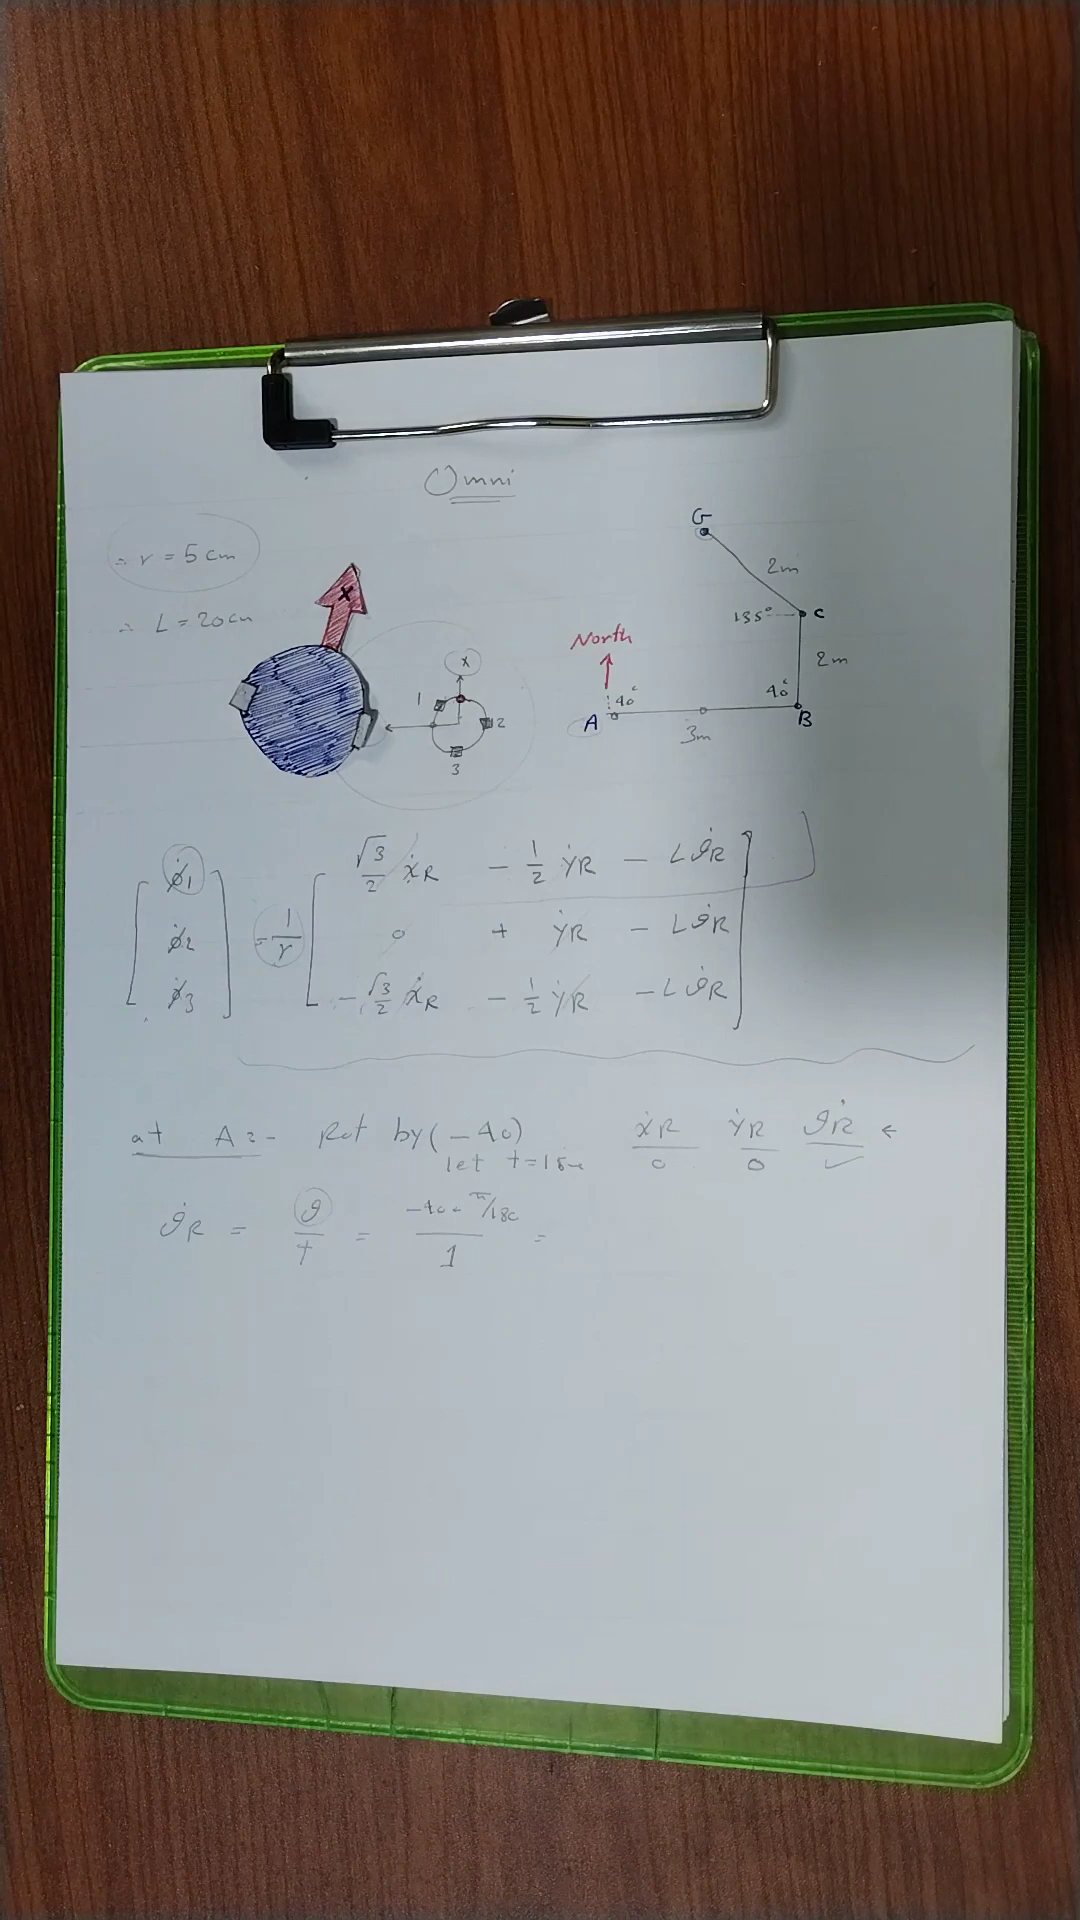 Omni
∴ r = 5 cm
∴ L = 20 cm
X
x
1
2
3
G
2m
135°
C
2m
North
40°
40°
A
3m
B
[ φ̇1 φ̇2 φ̇3 ] = 1/r [ √3/2 ẋR - 1/2 ẏR - Lϑ̇R
0 + ẏR - Lϑ̇R
- √3/2 ẋR - 1/2 ẏR - Lϑ̇R ]
at A :- Rot by (-40) ẋR ẏR ϑ̇R ←
let t = 1 sec 0 0 ✓
ϑ̇R = ϑ/t = -40 * π/180 / 1 =